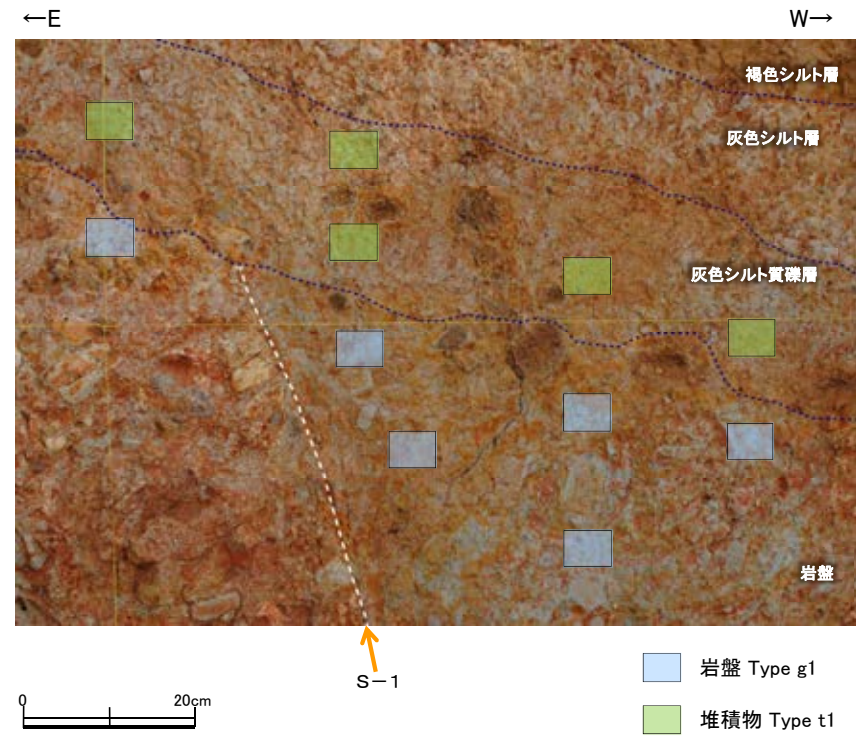 ←E
W→
褐色シルト層
灰色シルト層
灰色シルト質礫層
岩盤
S－1
岩盤 Type g1
0
20cm
堆積物 Type t1